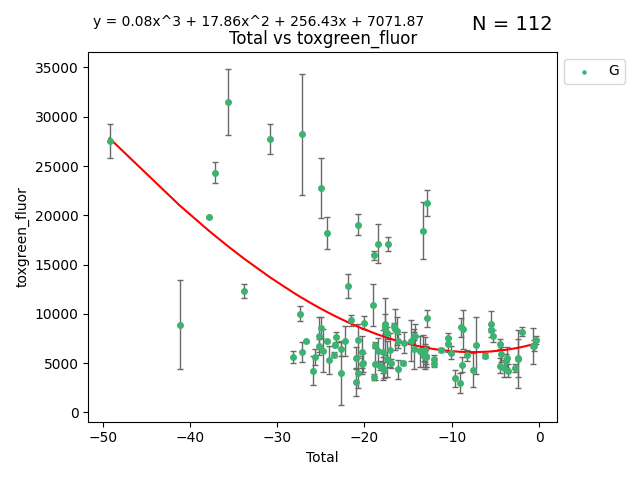 y = 0.08x^3 + 17.86x^2 + 256.43x + 7071.87
N = 112
Total vs toxgreen_fluor
G
35000
30000
25000
20000
15000
10000
5000
0
toxgreen_fluor
−50 −40 −30 −20 −10 0
Total